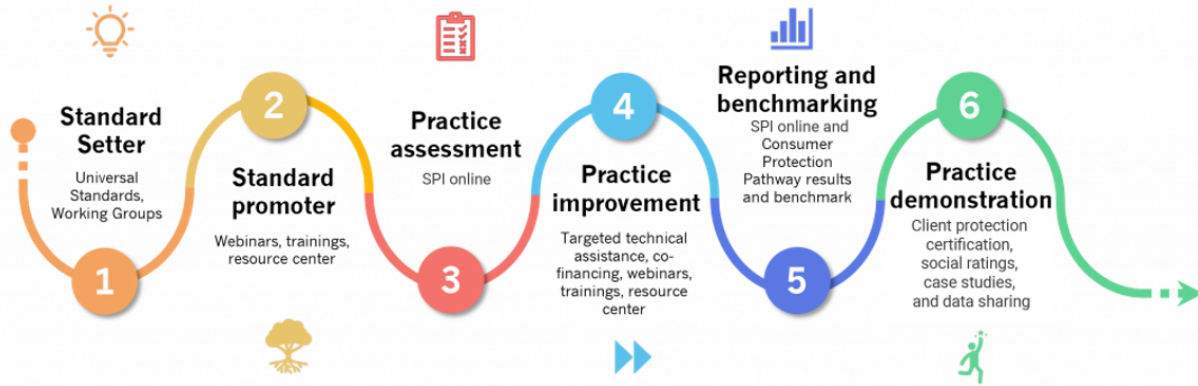 1
Standard
Setter
Universal
Standards,
Working Groups
2
Standard
promoter
Webinars, trainings,
resource center
3
Practice
assessment
SPI online
4
Practice
improvement
Targeted technical
assistance, co-
financing, webinars,
trainings, resource
center
5
Reporting and
benchmarking
SPI online and
Consumer
Protection
Pathway results
and benchmark
6
Practice
demonstration
Client protection
certification,
social ratings,
case studies,
and data sharing